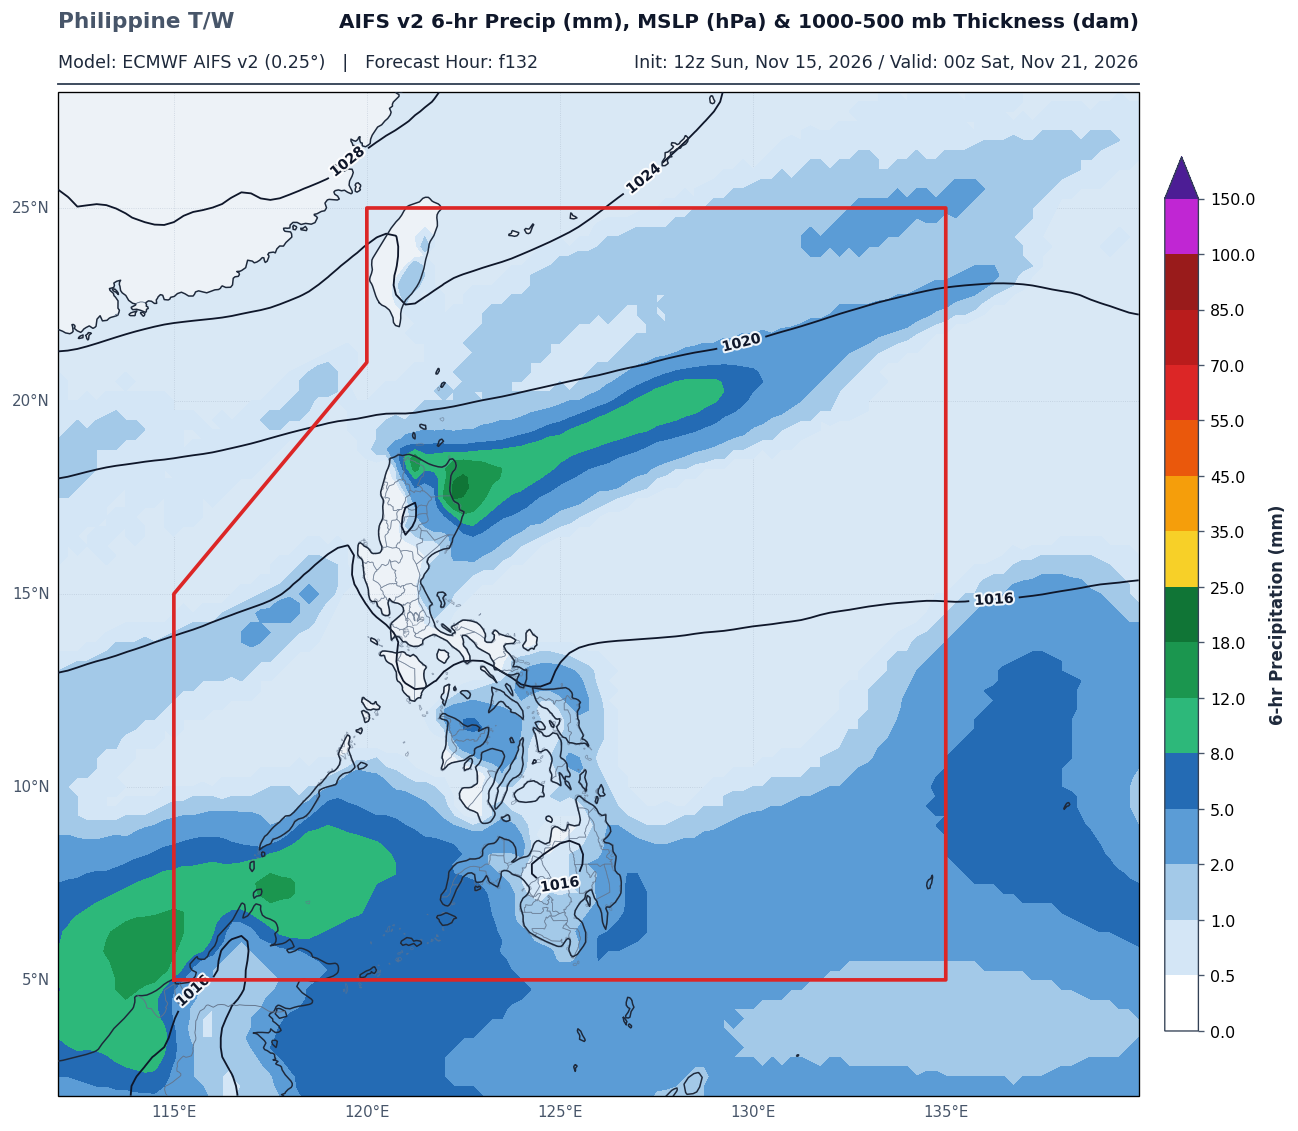 Philippine T/W
AIFS v2 6-hr Precip (mm), MSLP (hPa) & 1000-500 mb Thickness (dam)
Model: ECMWF AIFS v2 (0.25°) | Forecast Hour: f132
Init: 12z Sun, Nov 15, 2026 / Valid: 00z Sat, Nov 21, 2026
1028
1024
1020
1016
1016
1016
25°N
20°N
15°N
10°N
5°N
115°E
120°E
125°E
130°E
135°E
150.0
100.0
85.0
70.0
55.0
45.0
35.0
25.0
18.0
12.0
8.0
5.0
2.0
1.0
0.5
0.0
6-hr Precipitation (mm)